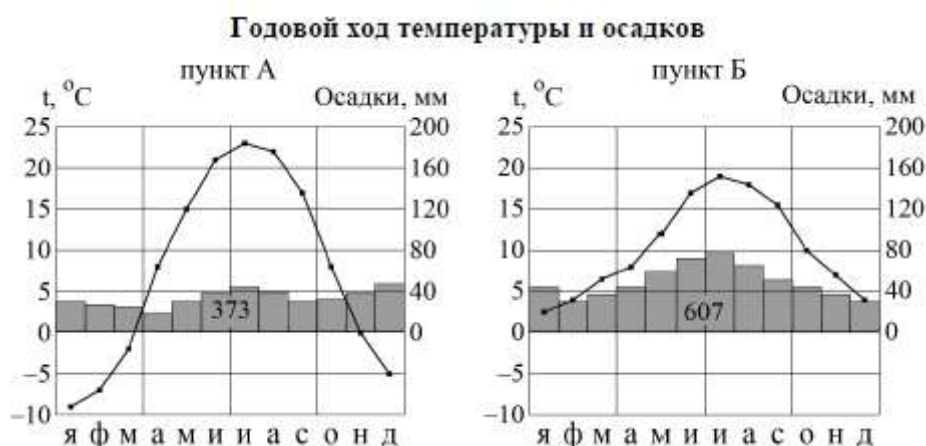 Годовой ход температуры и осадков
пункт А
t, °C Осадки, мм
25 200
20 160
15 120
10 80
5 40
0 0
–5
–10
373
я ф м а м и и а с о н д
пункт Б
t, °C Осадки, мм
25 200
20 160
15 120
10 80
5 40
0 0
–5
–10
607
я ф м а м и и а с о н д